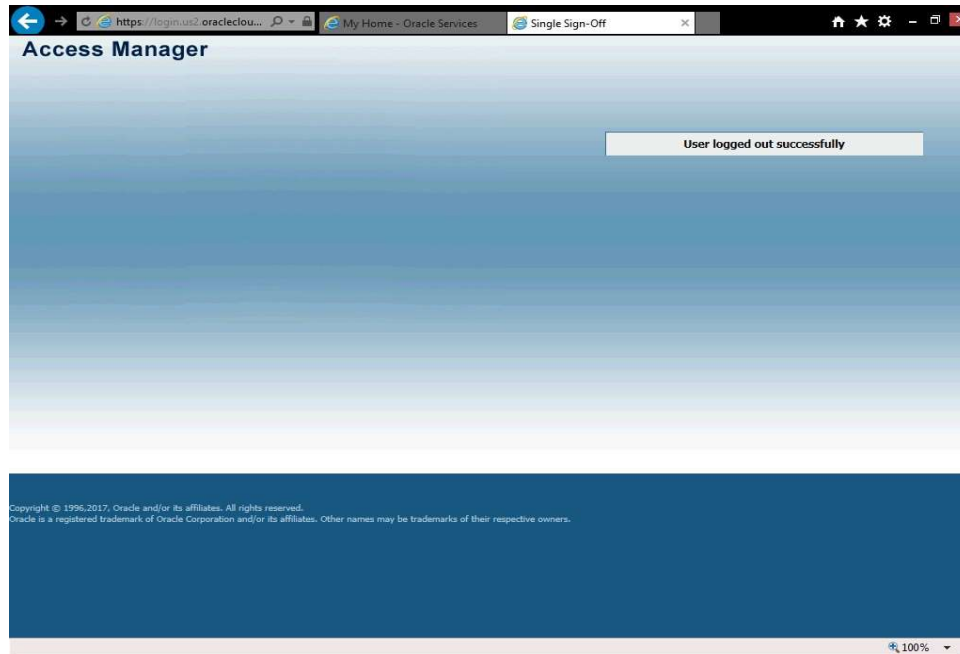 https://login.us2.oracleclou...
My Home - Oracle Services
Single Sign-Off
Access Manager
User logged out successfully
Copyright © 1996,2017, Oracle and/or its affiliates. All rights reserved.
Oracle is a registered trademark of Oracle Corporation and/or its affiliates. Other names may be trademarks of their respective owners.
100%